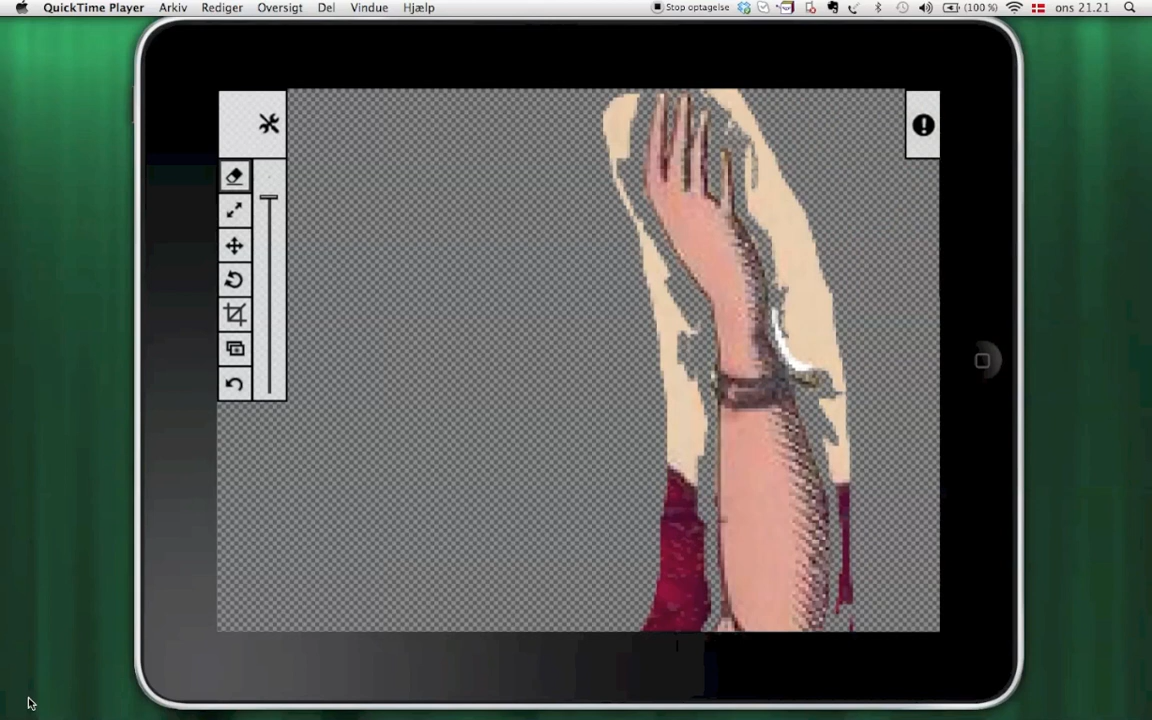 QuickTime Player Arkiv Rediger Oversigt Del Vindue Hjælp Stop optagelse (100 %) ons 21.21